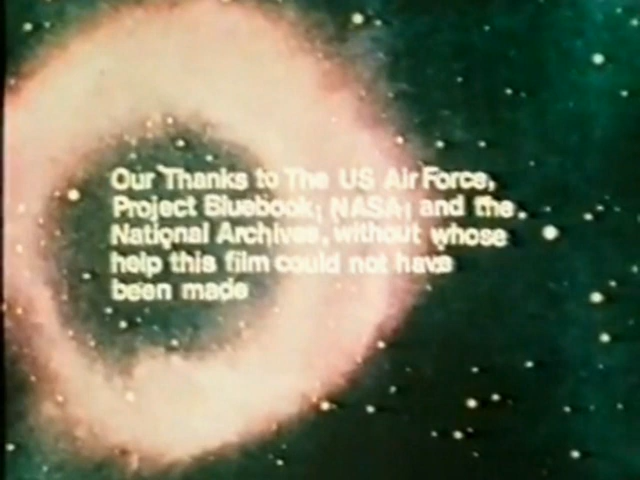 Our Thanks to The US Air Force,
Project Bluebook, NASA, and the
National Archives, without whose
help this film could not have
been made